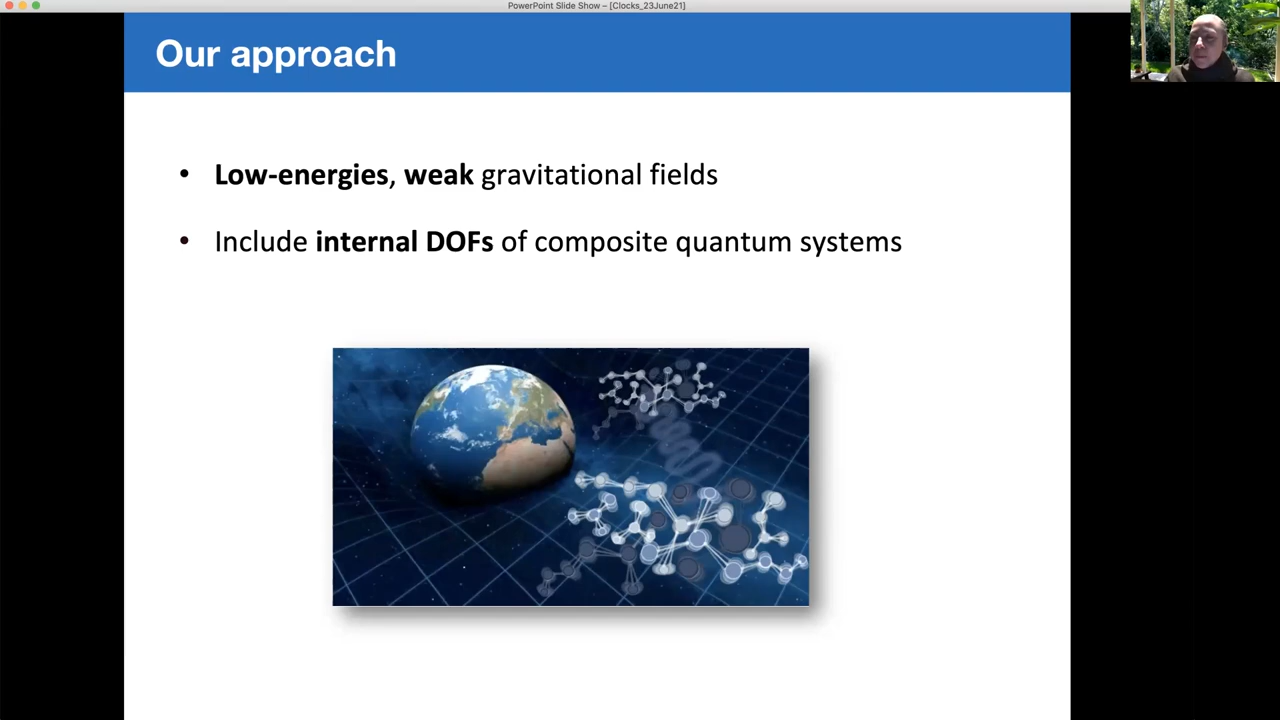 PowerPoint Slide Show – [Clocks_23June21]
Our approach
• Low-energies, weak gravitational fields
• Include internal DOFs of composite quantum systems